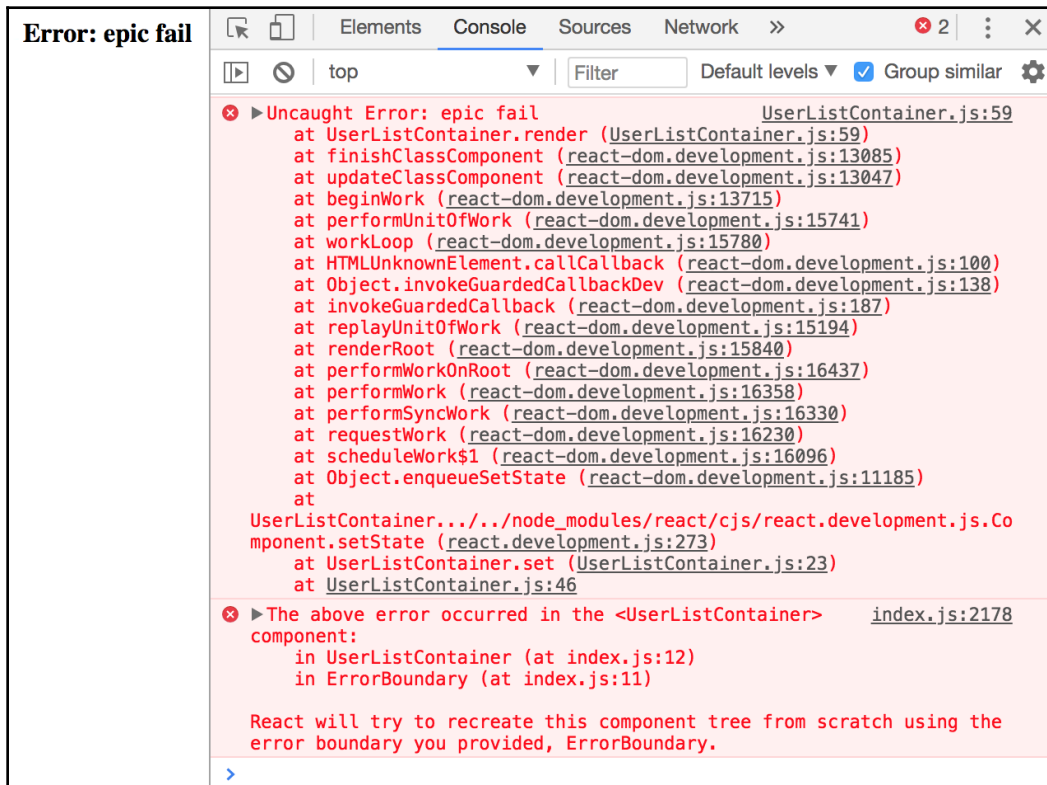 Error: epic fail
Elements Console Sources Network » 2
top Filter Default levels Group similar
Uncaught Error: epic fail UserListContainer.js:59
at UserListContainer.render (UserListContainer.js:59)
at finishClassComponent (react-dom.development.js:13085)
at updateClassComponent (react-dom.development.js:13047)
at beginWork (react-dom.development.js:13715)
at performUnitOfWork (react-dom.development.js:15741)
at workLoop (react-dom.development.js:15780)
at HTMLUnknownElement.callCallback (react-dom.development.js:100)
at Object.invokeGuardedCallbackDev (react-dom.development.js:138)
at invokeGuardedCallback (react-dom.development.js:187)
at replayUnitOfWork (react-dom.development.js:15194)
at renderRoot (react-dom.development.js:15840)
at performWorkOnRoot (react-dom.development.js:16437)
at performWork (react-dom.development.js:16358)
at performSyncWork (react-dom.development.js:16330)
at requestWork (react-dom.development.js:16230)
at scheduleWork$1 (react-dom.development.js:16096)
at Object.enqueueSetState (react-dom.development.js:11185)
at
UserListContainer.../../node_modules/react/cjs/react.development.js.Co
mponent.setState (react.development.js:273)
at UserListContainer.set (UserListContainer.js:23)
at UserListContainer.js:46
The above error occurred in the <UserListContainer> index.js:2178
component:
in UserListContainer (at index.js:12)
in ErrorBoundary (at index.js:11)
React will try to recreate this component tree from scratch using the
error boundary you provided, ErrorBoundary.